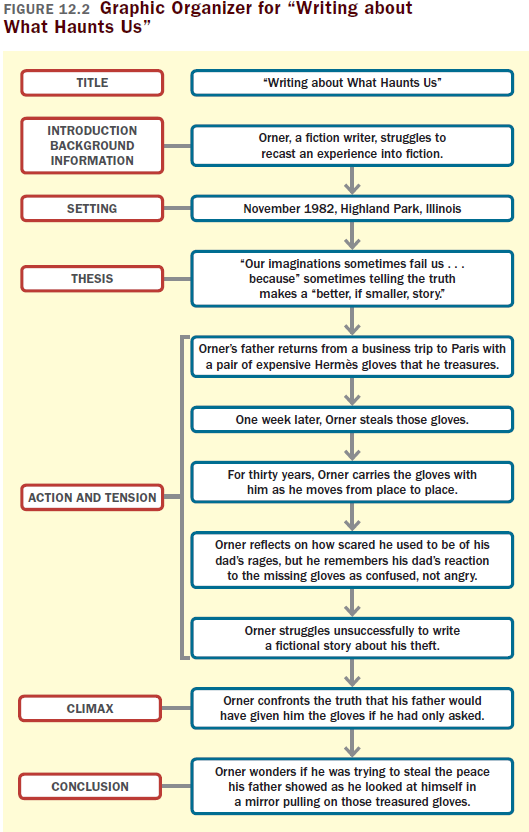 FIGURE 12.2 Graphic Organizer for “Writing about
What Haunts Us”
TITLE
“Writing about What Haunts Us”
INTRODUCTION
BACKGROUND
INFORMATION
Orner, a fiction writer, struggles to
recast an experience into fiction.
SETTING
November 1982, Highland Park, Illinois
THESIS
“Our imaginations sometimes fail us . . .
because” sometimes telling the truth
makes a “better, if smaller, story.”
ACTION AND TENSION
Orner’s father returns from a business trip to Paris with
a pair of expensive Hermès gloves that he treasures.
One week later, Orner steals those gloves.
For thirty years, Orner carries the gloves with
him as he moves from place to place.
Orner reflects on how scared he used to be of his
dad’s rages, but he remembers his dad’s reaction
to the missing gloves as confused, not angry.
Orner struggles unsuccessfully to write
a fictional story about his theft.
CLIMAX
Orner confronts the truth that his father would
have given him the gloves if he had only asked.
CONCLUSION
Orner wonders if he was trying to steal the peace
his father showed as he looked at himself in
a mirror pulling on those treasured gloves.